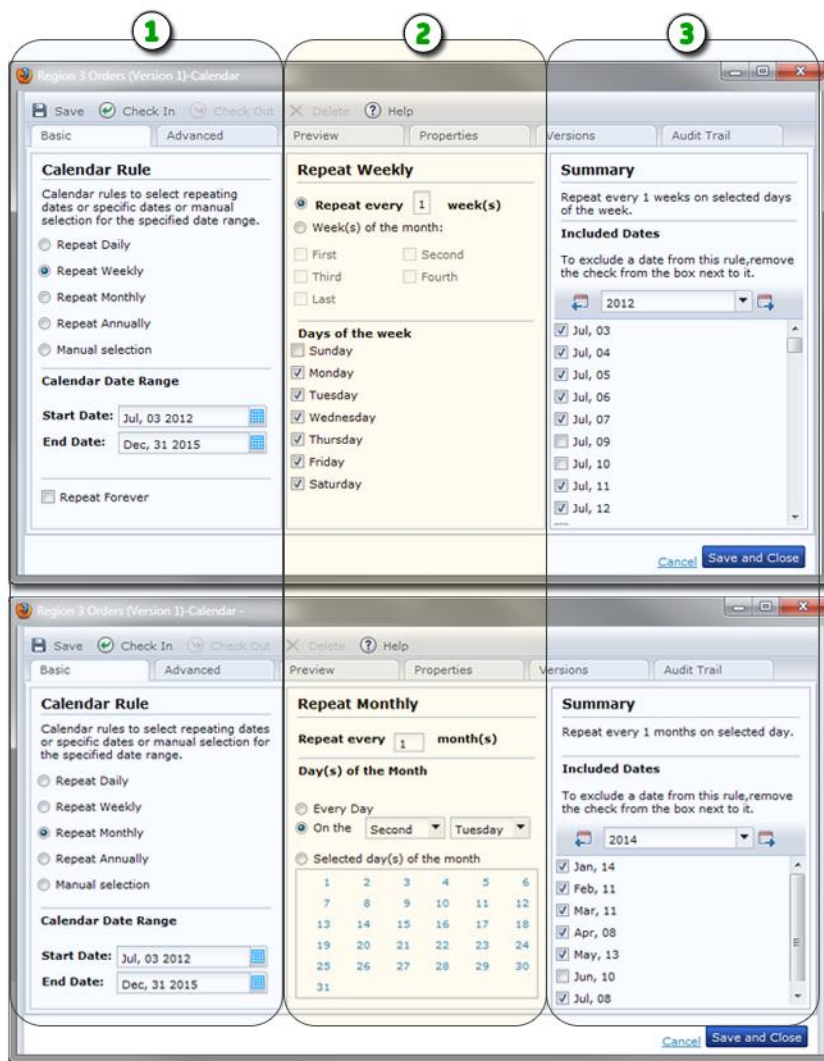 1
2
3
Region 3 Orders (Version 1)-Calendar
Save Check In Check Out Delete Help
Basic Advanced Preview Properties Versions Audit Trail
Calendar Rule
Calendar rules to select repeating
dates or specific dates or manual
selection for the specified date range.
Repeat Daily
Repeat Weekly
Repeat Monthly
Repeat Annually
Manual selection
Calendar Date Range
Start Date: Jul, 03 2012
End Date: Dec, 31 2015
Repeat Forever
Repeat Weekly
Repeat every 1 week(s)
Week(s) of the month:
First Second
Third Fourth
Last
Days of the week
Sunday
Monday
Tuesday
Wednesday
Thursday
Friday
Saturday
Summary
Repeat every 1 weeks on selected days
of the week.
Included Dates
To exclude a date from this rule,remove
the check from the box next to it.
2012
Jul, 03
Jul, 04
Jul, 05
Jul, 06
Jul, 07
Jul, 09
Jul, 10
Jul, 11
Jul, 12
Cancel Save and Close
Region 3 Orders (Version 1)-Calendar -
Save Check In Check Out Delete Help
Basic Advanced Preview Properties Versions Audit Trail
Calendar Rule
Calendar rules to select repeating dates
or specific dates or manual selection for
the specified date range.
Repeat Daily
Repeat Weekly
Repeat Monthly
Repeat Annually
Manual selection
Calendar Date Range
Start Date: Jul, 03 2012
End Date: Dec, 31 2015
Repeat Monthly
Repeat every 1 month(s)
Day(s) of the Month
Every Day
On the Second Tuesday
Selected day(s) of the month
1 2 3 4 5 6
7 8 9 10 11 12
13 14 15 16 17 18
19 20 21 22 23 24
25 26 27 28 29 30
31
Summary
Repeat every 1 months on selected day.
Included Dates
To exclude a date from this rule,remove
the check from the box next to it.
2014
Jan, 14
Feb, 11
Mar, 11
Apr, 08
May, 13
Jun, 10
Jul, 08
Cancel Save and Close